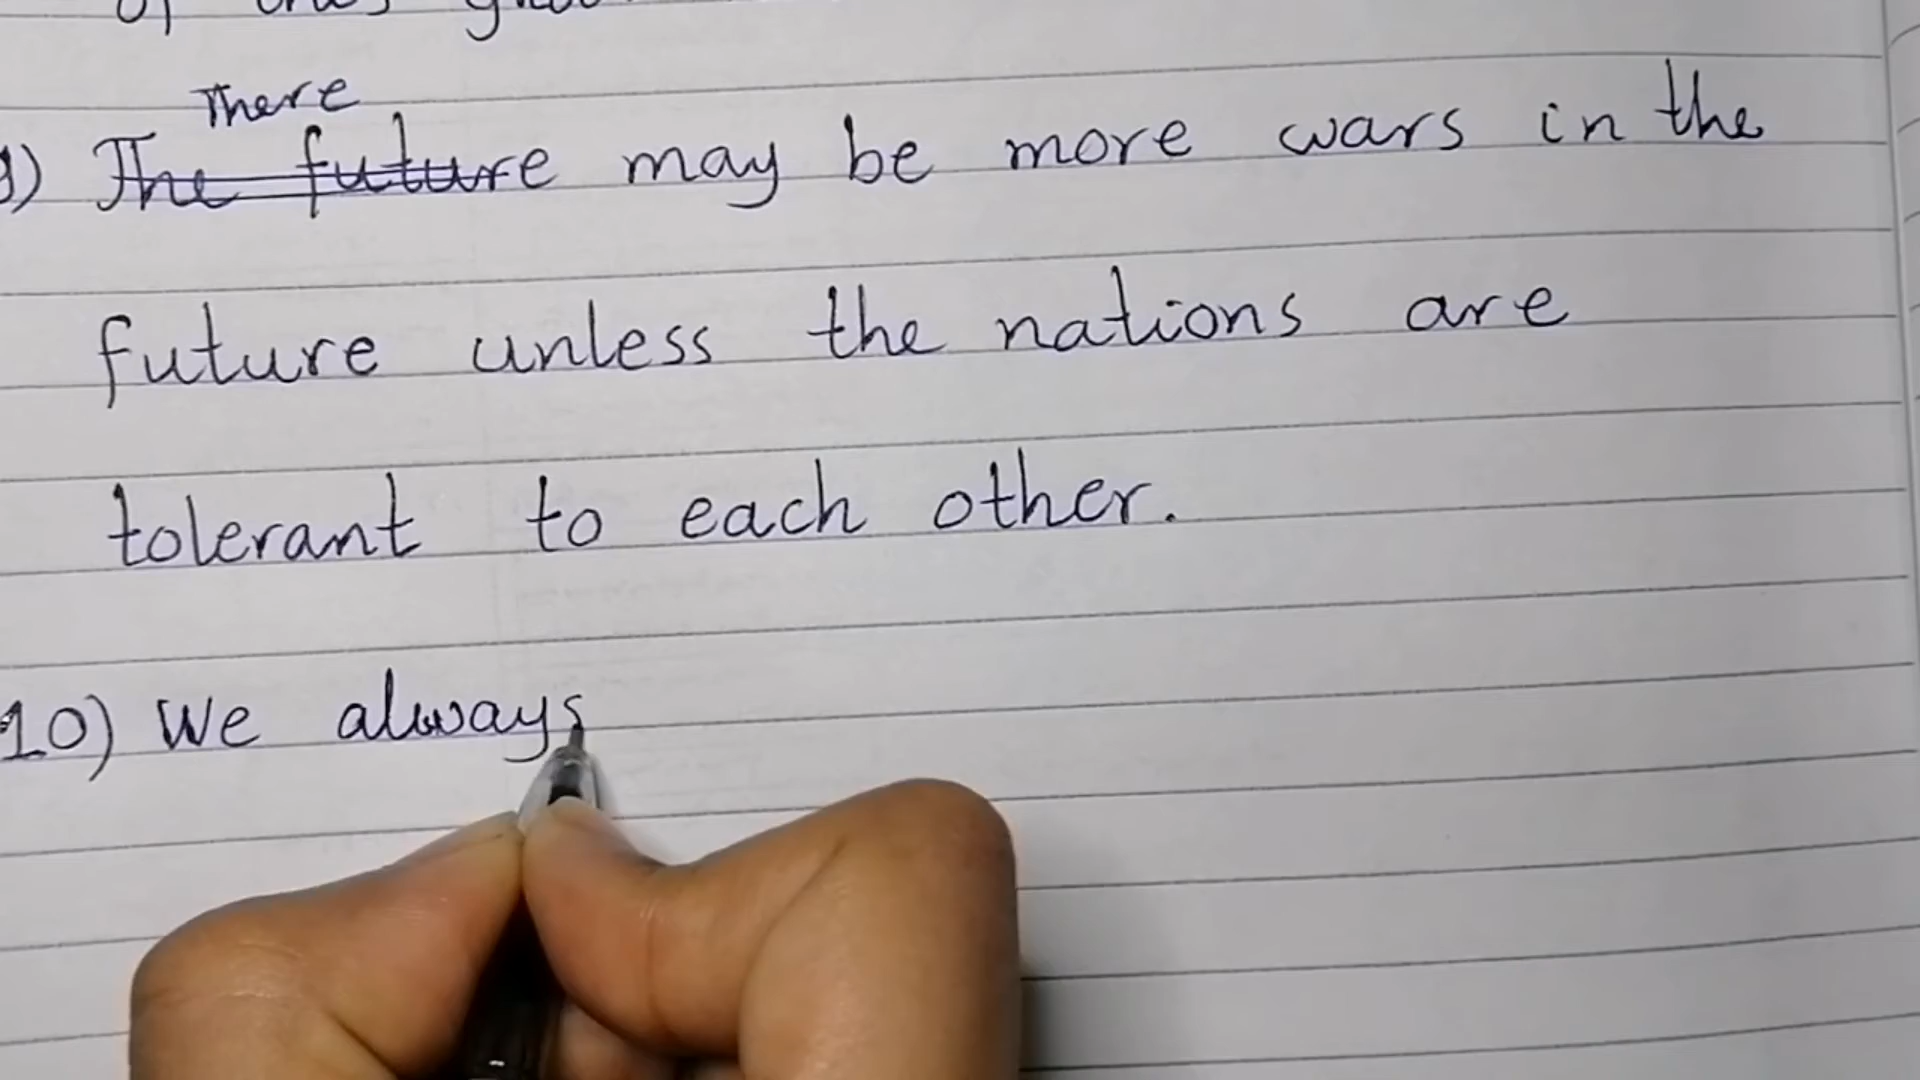 There
9) The future may be more wars in the
future unless the nations are
tolerant to each other.
10) We always